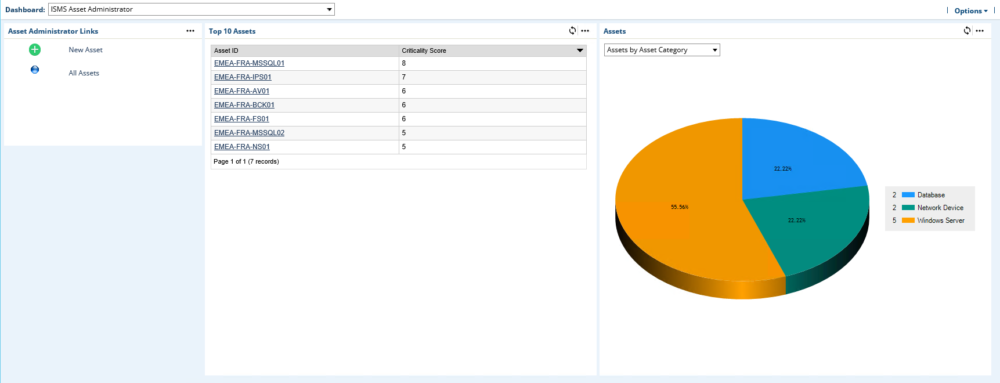 Dashboard: ISMS Asset Administrator
Options
Asset Administrator Links
New Asset
All Assets
Top 10 Assets
Asset ID Criticality Score
EMEA-FRA-MSSQL01 8
EMEA-FRA-IPS01 7
EMEA-FRA-AV01 6
EMEA-FRA-BCK01 6
EMEA-FRA-FS01 6
EMEA-FRA-MSSQL02 5
EMEA-FRA-NS01 5
Page 1 of 1 (7 records)
Assets
Assets by Asset Category
22.22%
55.56%
22.22%
2 Database
2 Network Device
5 Windows Server